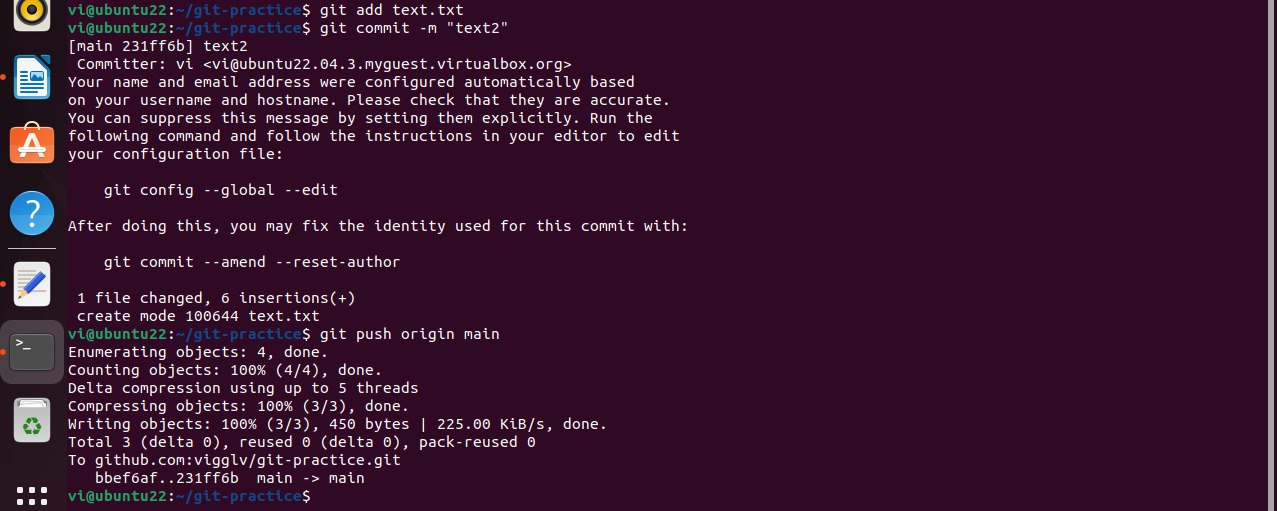 vi@ubuntu22:~/git-practice$ git add text.txt
vi@ubuntu22:~/git-practice$ git commit -m "text2"
[main 231ff6b] text2
 Committer: vi <vi@ubuntu22.04.3.myguest.virtualbox.org>
Your name and email address were configured automatically based
on your username and hostname. Please check that they are accurate.
You can suppress this message by setting them explicitly. Run the
following command and follow the instructions in your editor to edit
your configuration file:

    git config --global --edit

After doing this, you may fix the identity used for this commit with:

    git commit --amend --reset-author

 1 file changed, 6 insertions(+)
 create mode 100644 text.txt
vi@ubuntu22:~/git-practice$ git push origin main
Enumerating objects: 4, done.
Counting objects: 100% (4/4), done.
Delta compression using up to 5 threads
Compressing objects: 100% (3/3), done.
Writing objects: 100% (3/3), 450 bytes | 225.00 KiB/s, done.
Total 3 (delta 0), reused 0 (delta 0), pack-reused 0
To github.com:vigglv/git-practice.git
   bbef6af..231ff6b  main -> main
vi@ubuntu22:~/git-practice$